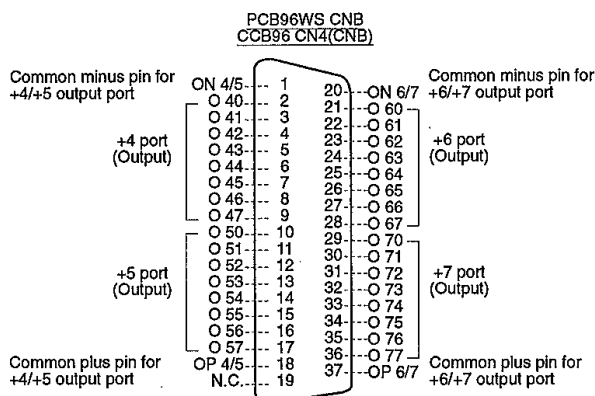 PCB96WS CNB
CCB96 CN4(CNB)
Common minus pin for
+4/+5 output port
ON 4/5 1
O 40 2
O 41 3
O 42 4
O 43 5
O 44 6
O 45 7
O 46 8
O 47 9
+4 port
(Output)
O 50 10
O 51 11
O 52 12
O 53 13
O 54 14
O 55 15
O 56 16
O 57 17
+5 port
(Output)
OP 4/5 18
N.C. 19
Common plus pin for
+4/+5 output port
Common minus pin for
+6/+7 output port
20 ON 6/7
21 O 60
22 O 61
23 O 62
24 O 63
25 O 64
26 O 65
27 O 66
28 O 67
+6 port
(Output)
29 O 70
30 O 71
31 O 72
32 O 73
33 O 74
34 O 75
35 O 76
36 O 77
+7 port
(Output)
37 OP 6/7
Common plus pin for
+6/+7 output port